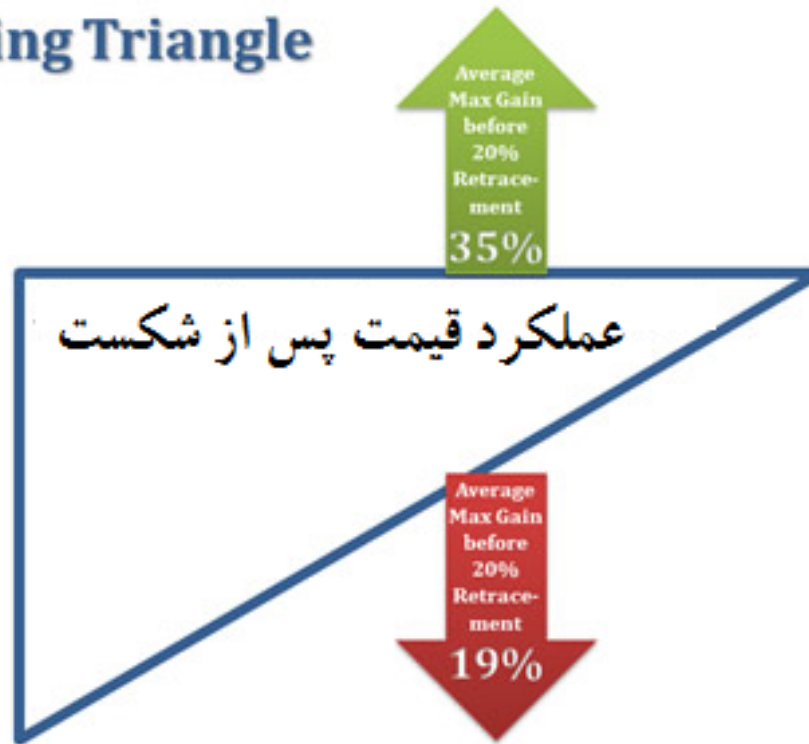 ing Triangle
Average
Max Gain
before
20%
Retrace-
ment
35%
عملکرد قیمت پس از شکست
Average
Max Gain
before
20%
Retrace-
ment
19%